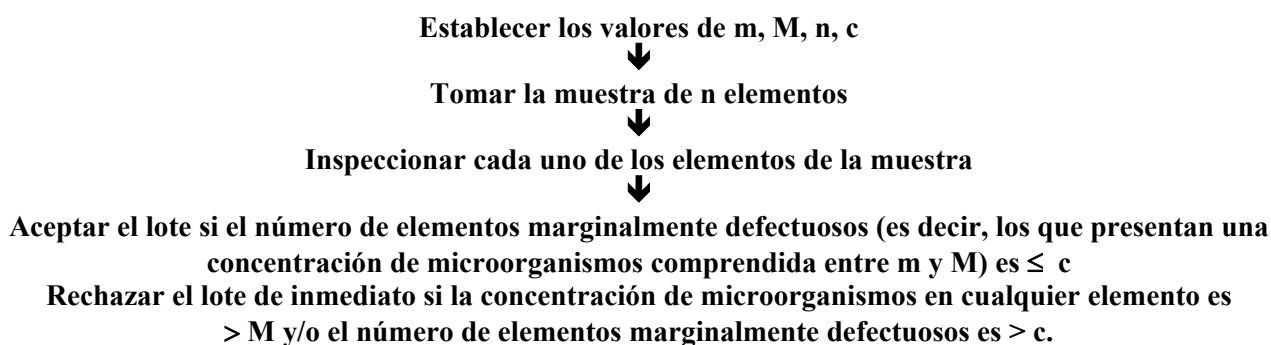 Establecer los valores de m, M, n, c
Tomar la muestra de n elementos
Inspeccionar cada uno de los elementos de la muestra
Aceptar el lote si el número de elementos marginalmente defectuosos (es decir, los que presentan una
concentración de microorganismos comprendida entre m y M) es ≤ c
Rechazar el lote de inmediato si la concentración de microorganismos en cualquier elemento es
> M y/o el número de elementos marginalmente defectuosos es > c.